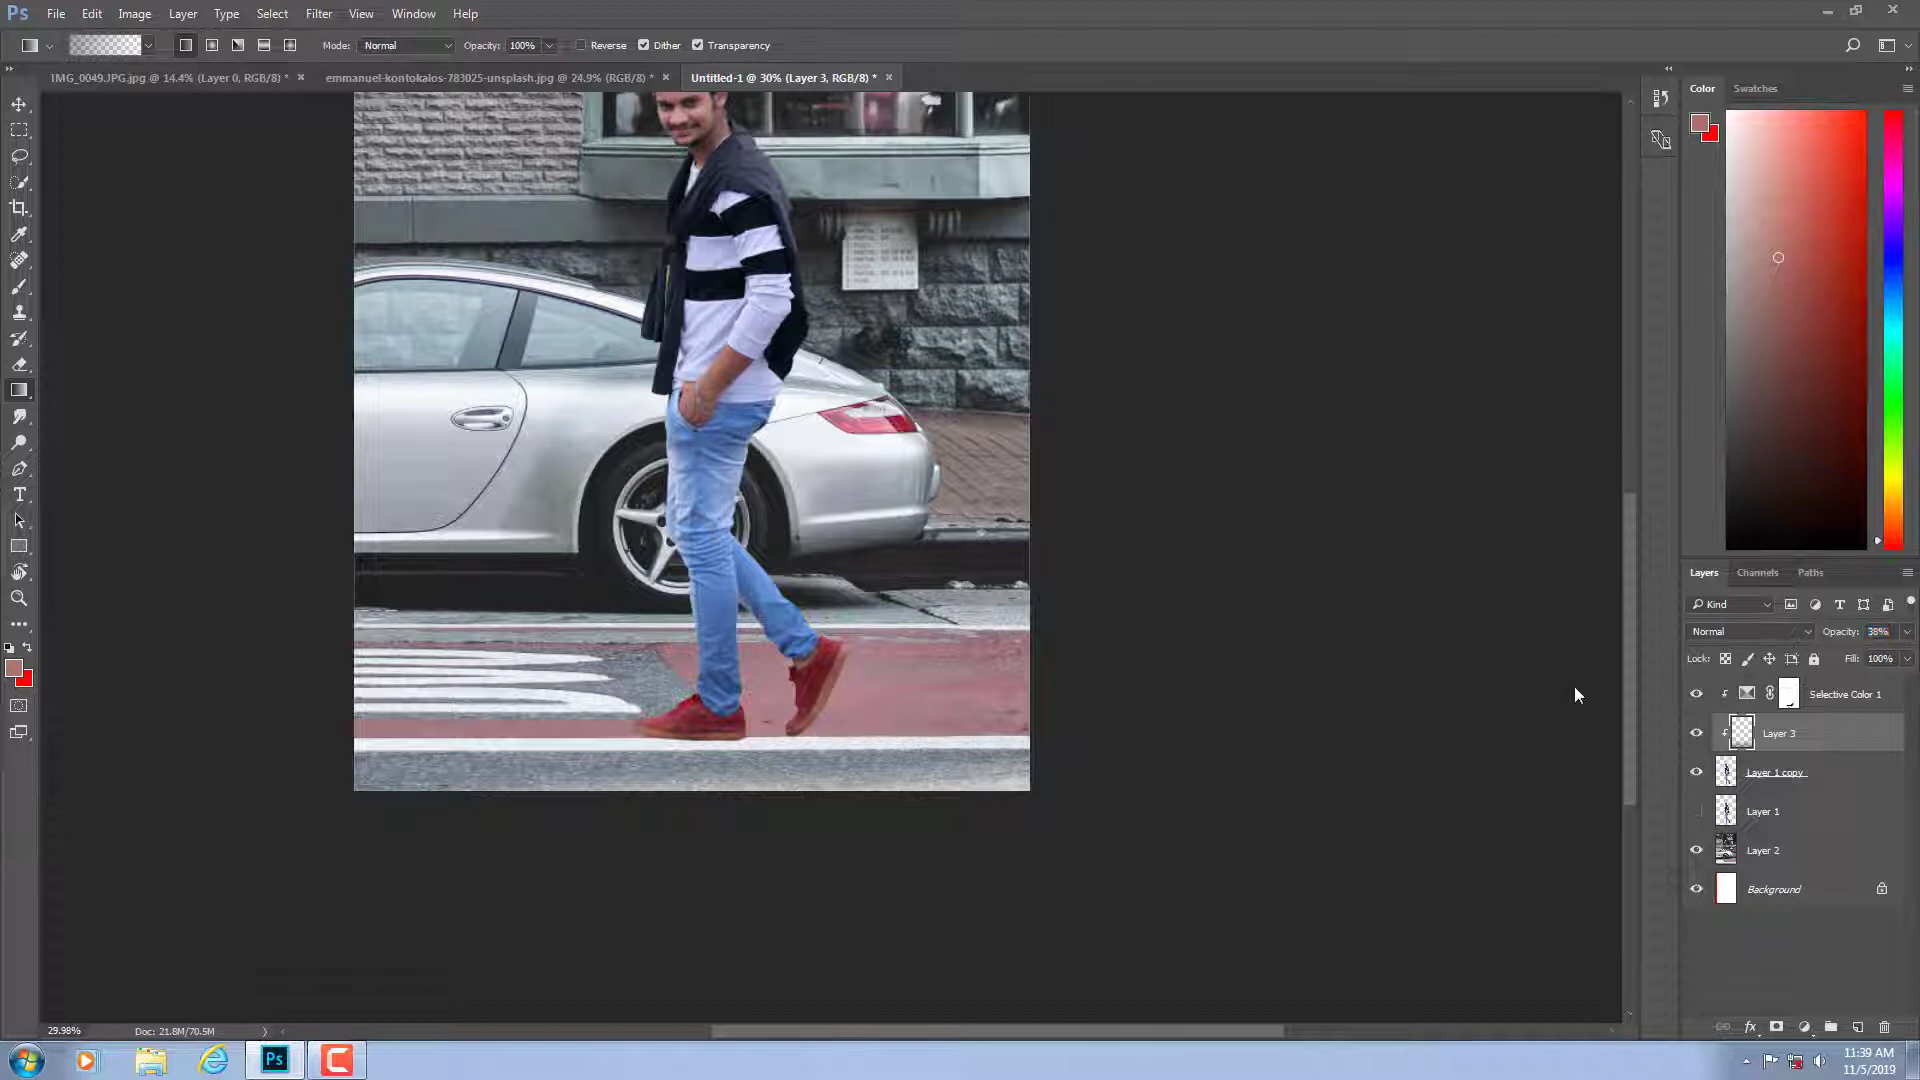 Ps File Edit Image Layer Type Select Filter View Window Help
Mode: Normal Opacity: 100% Reverse Dither Transparency
IMG_0049.JPG.jpg @ 14.4% (Layer 0, RGB/8) * × emmanuel-kontokalos-783025-unsplash.jpg @ 24.9% (RGB/8) * × Untitled-1 @ 30% (Layer 3, RGB/8) * ×
Color Swatches
Layers Channels Paths
Kind
Normal Opacity: 38%
Lock: Fill: 100%
Selective Color 1
Layer 3
Layer 1 copy
Layer 1
Layer 2
Background
29.98% Doc: 21.8M/70.5M
fx
Ps
11:39 AM
11/5/2019